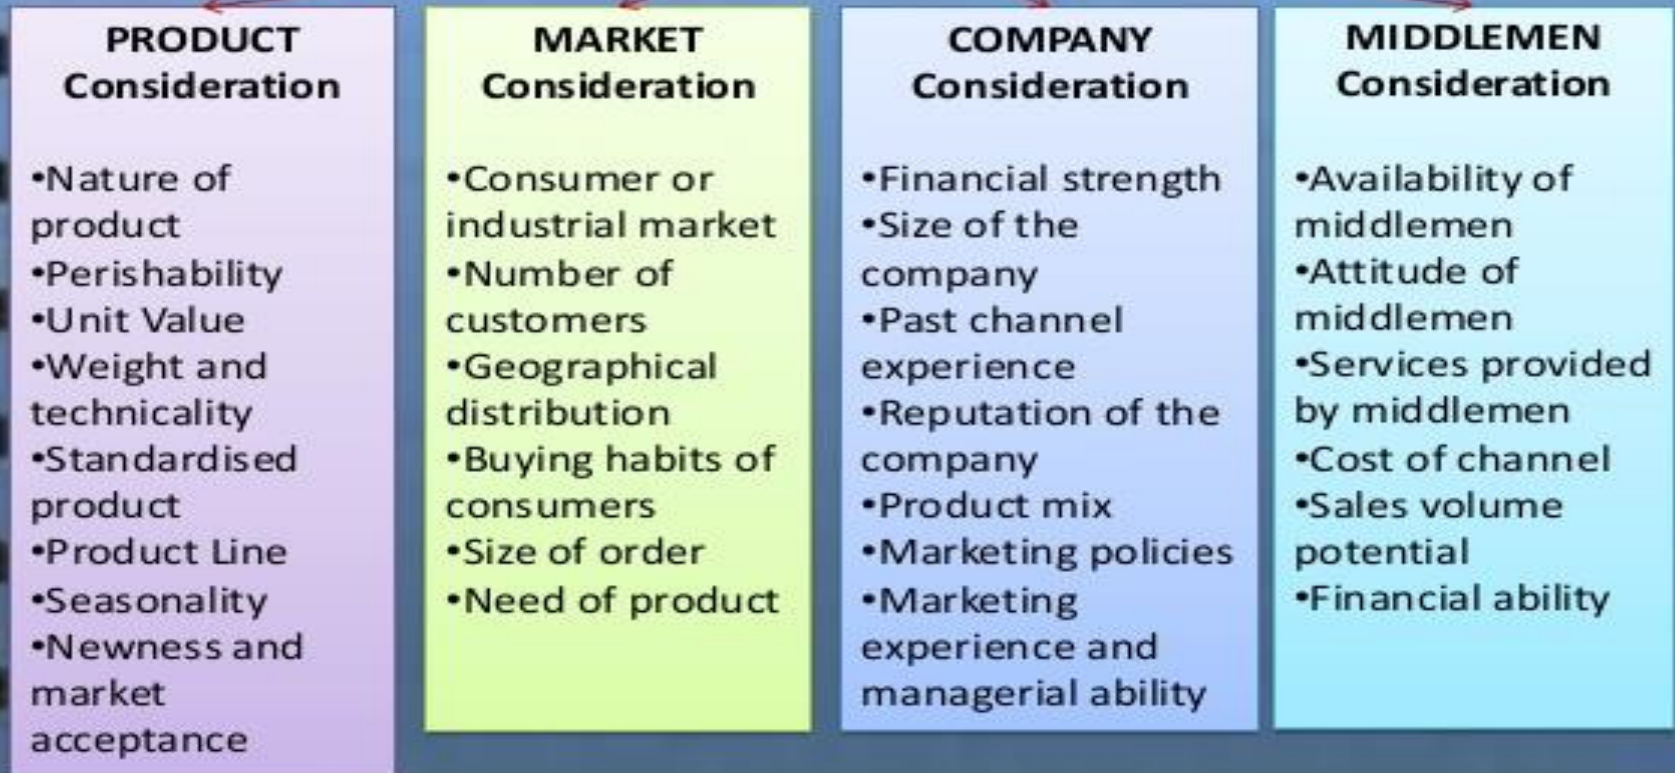 PRODUCT
Consideration
•Nature of
product
•Perishability
•Unit Value
•Weight and
technicality
•Standardised
product
•Product Line
•Seasonality
•Newness and
market
acceptance
MARKET
Consideration
•Consumer or
industrial market
•Number of
customers
•Geographical
distribution
•Buying habits of
consumers
•Size of order
•Need of product
COMPANY
Consideration
•Financial strength
•Size of the
company
•Past channel
experience
•Reputation of the
company
•Product mix
•Marketing policies
•Marketing
experience and
managerial ability
MIDDLEMEN
Consideration
•Availability of
middlemen
•Attitude of
middlemen
•Services provided
by middlemen
•Cost of channel
•Sales volume
potential
•Financial ability